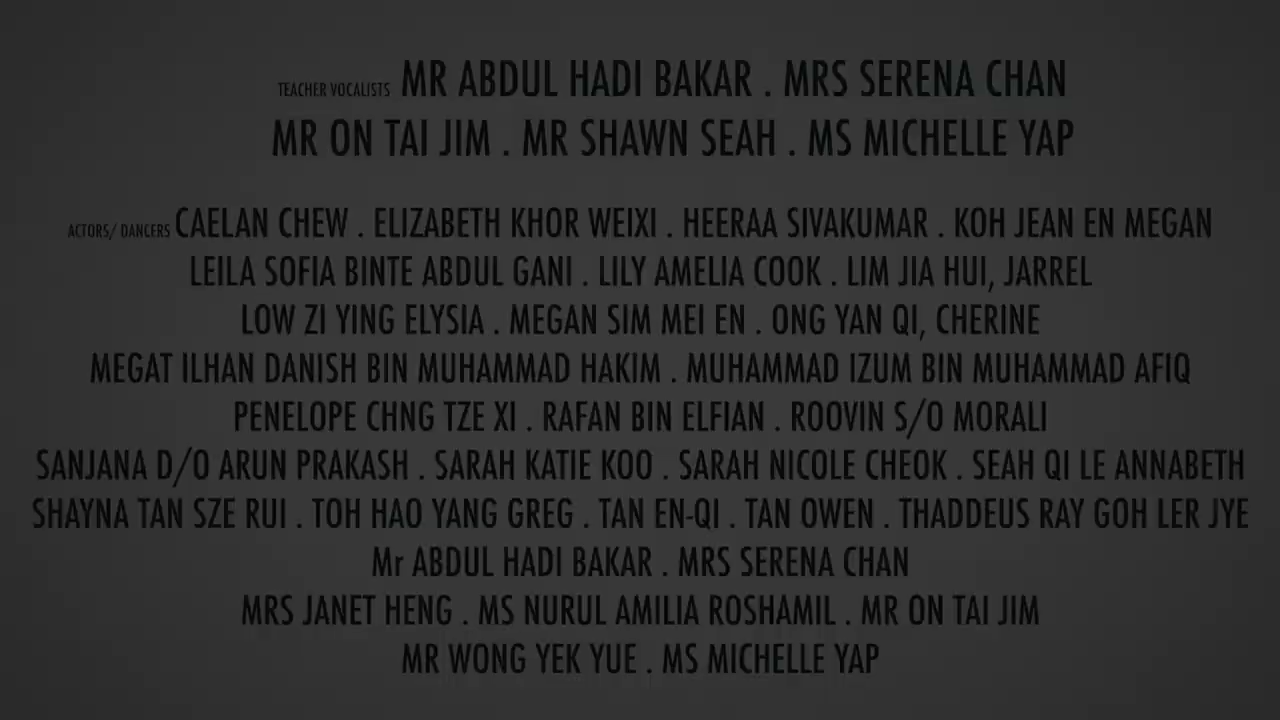 TEACHER VOCALISTS MR ABDUL HADI BAKAR . MRS SERENA CHAN
MR ON TAI JIM . MR SHAWN SEAH . MS MICHELLE YAP
ACTORS/ DANCERS CAELAN CHEW . ELIZABETH KHOR WEIXI . HEERAA SIVAKUMAR . KOH JEAN EN MEGAN
LEILA SOFIA BINTE ABDUL GANI . LILY AMELIA COOK . LIM JIA HUI, JARREL
LOW ZI YING ELYSIA . MEGAN SIM MEI EN . ONG YAN QI, CHERINE
MEGAT ILHAN DANISH BIN MUHAMMAD HAKIM . MUHAMMAD IZUM BIN MUHAMMAD AFIQ
PENELOPE CHNG TZE XI . RAFAN BIN ELFIAN . ROOVIN S/O MORALI
SANJANA D/O ARUN PRAKASH . SARAH KATIE KOO . SARAH NICOLE CHEOK . SEAH QI LE ANNABETH
SHAYNA TAN SZE RUI . TOH HAO YANG GREG . TAN EN-QI . TAN OWEN . THADDEUS RAY GOH LER JYE
Mr ABDUL HADI BAKAR . MRS SERENA CHAN
MRS JANET HENG . MS NURUL AMILIA ROSHAMIL . MR ON TAI JIM
MR WONG YEK YUE . MS MICHELLE YAP